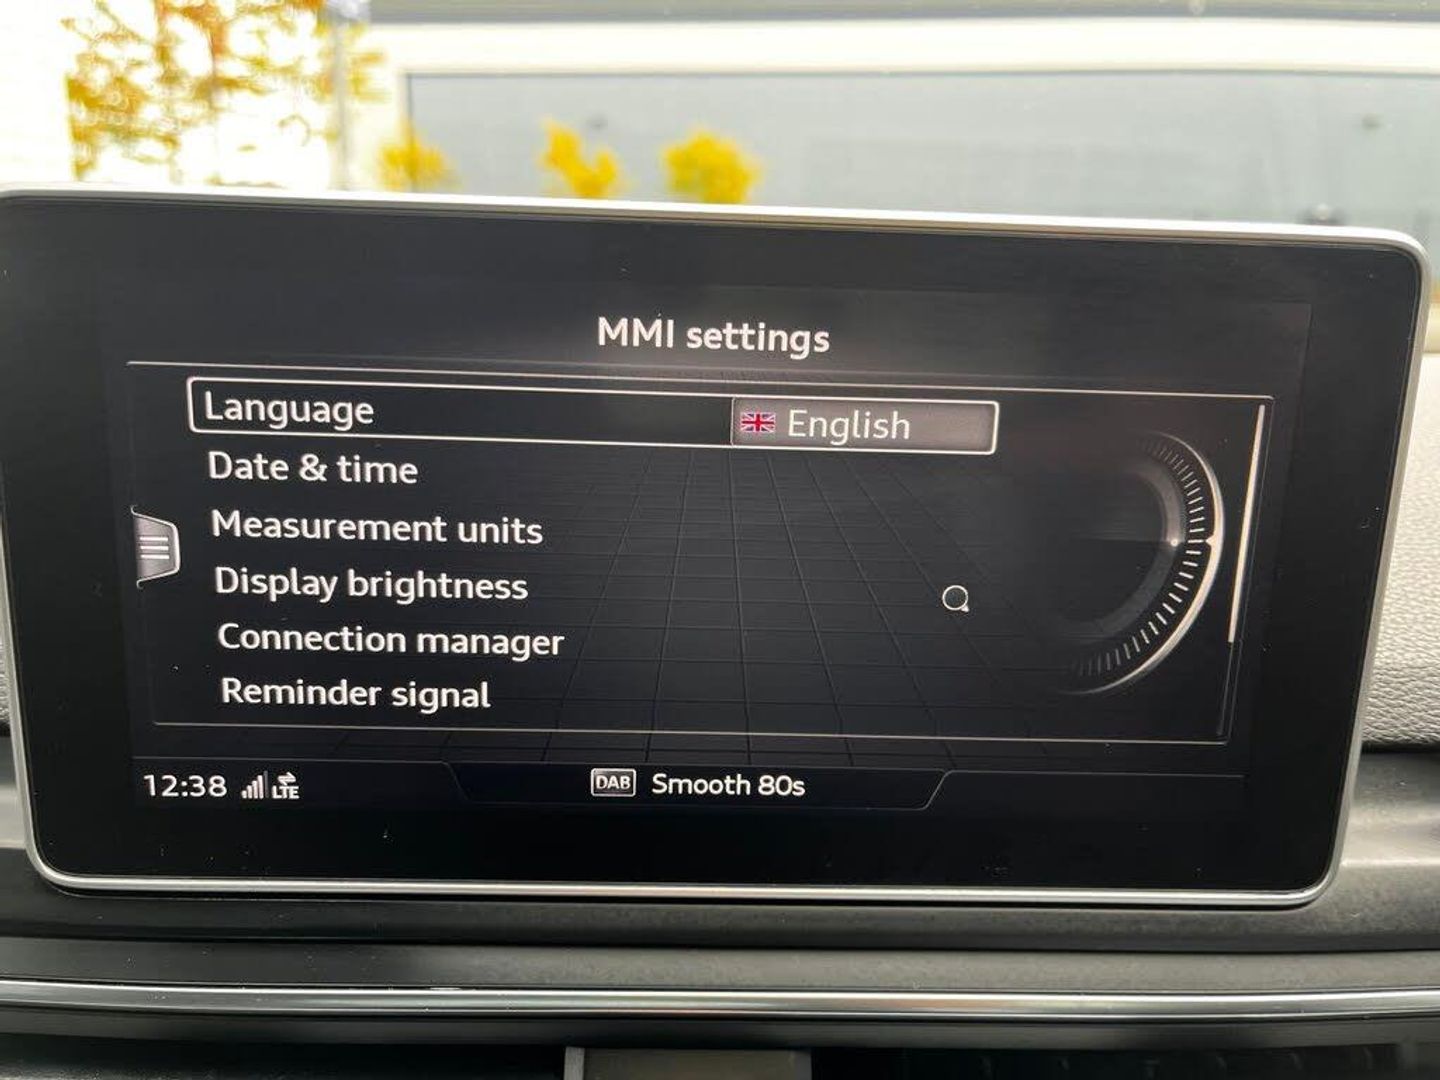 MMI settings
Language English
Date & time
Measurement units
Display brightness
Connection manager
Reminder signal
12:38 LTE DAB Smooth 80s